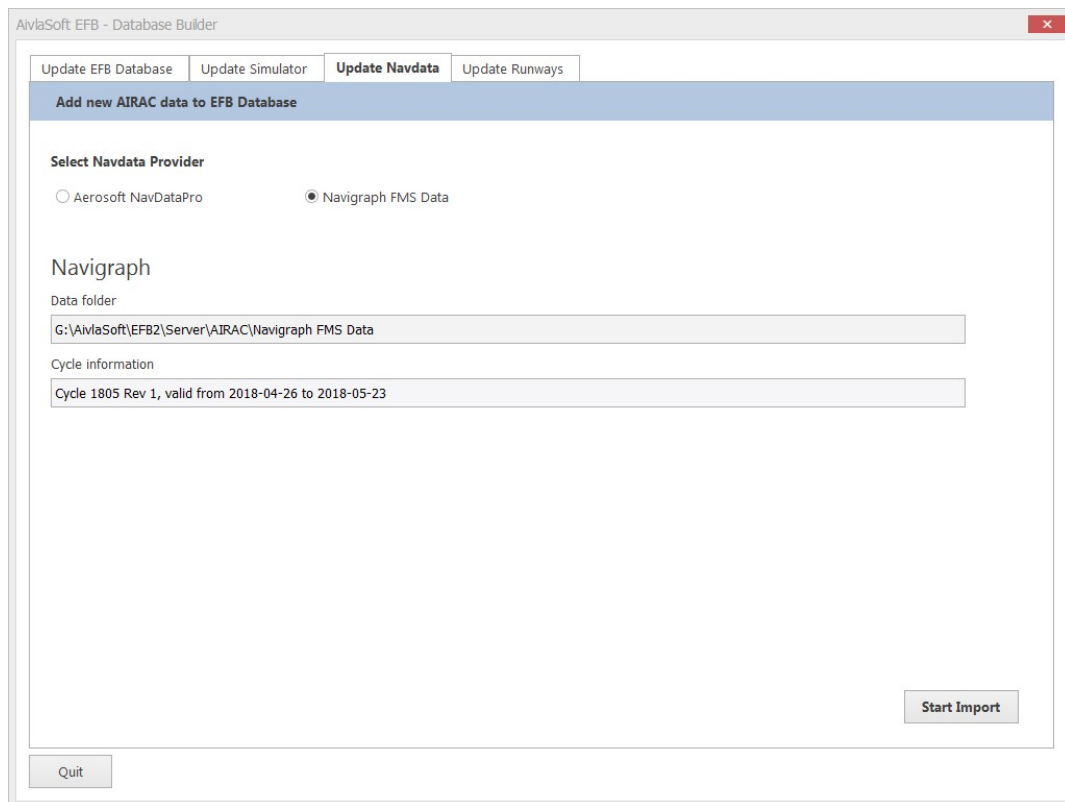 AivlaSoft EFB - Database Builder
Update EFB Database Update Simulator Update Navdata Update Runways
Add new AIRAC data to EFB Database
Select Navdata Provider
Aerosoft NavDataPro Navigraph FMS Data
Navigraph
Data folder
G:\AivlaSoft\EFB2\Server\AIRAC\Navigraph FMS Data
Cycle information
Cycle 1805 Rev 1, valid from 2018-04-26 to 2018-05-23
Start Import
Quit